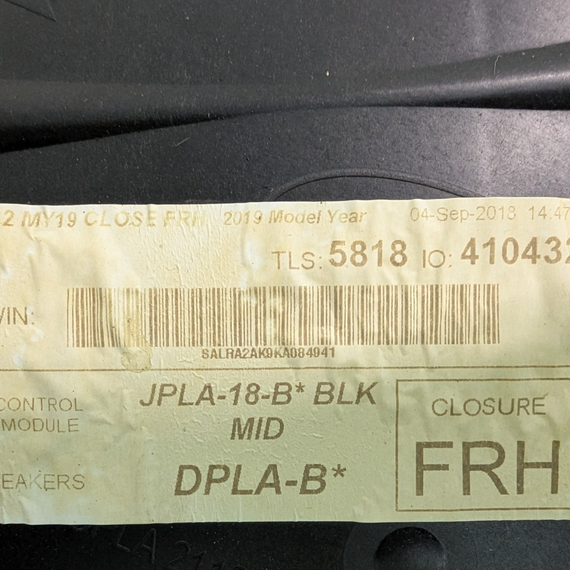 2 MY19 CLOSE FRH 2019 Model Year 04-Sep-2018 14:47
TLS: 5818 IO: 410432
VIN:
SALRA2AK9KA084941
CONTROL MODULE JPLA-18-B* BLK MID
EAKERS DPLA-B*
CLOSURE
FRH